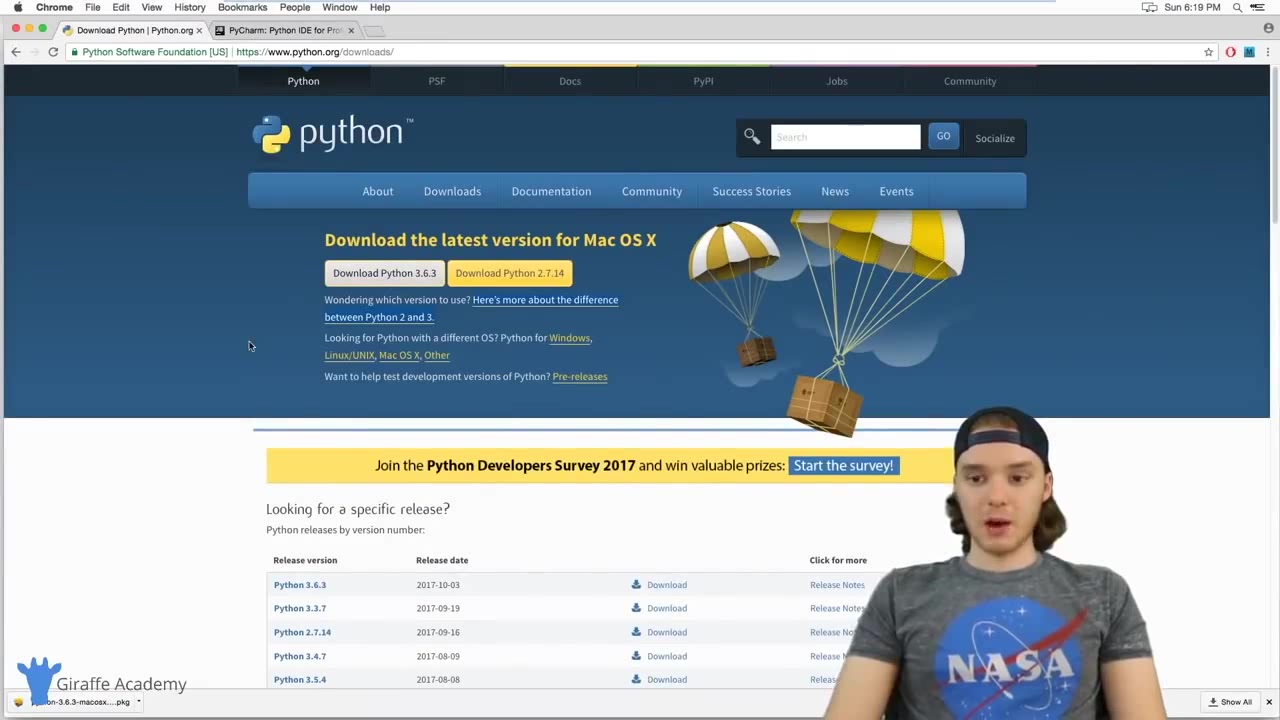 Chrome File Edit View History Bookmarks People Window Help Sun 6:19 PM
Download Python | Python.org PyCharm: Python IDE for Pro
Python Software Foundation [US] https://www.python.org/downloads/
Python PSF Docs PyPI Jobs Community
python™
Search GO Socialize
About Downloads Documentation Community Success Stories News Events
Download the latest version for Mac OS X
Download Python 3.6.3 Download Python 2.7.14
Wondering which version to use? Here's more about the difference
between Python 2 and 3.
Looking for Python with a different OS? Python for Windows,
Linux/UNIX, Mac OS X, Other
Want to help test development versions of Python? Pre-releases
Join the Python Developers Survey 2017 and win valuable prizes: Start the survey!
Looking for a specific release?
Python releases by version number:
Release version Release date Click for more
Python 3.6.3 2017-10-03 Download Release Notes
Python 3.3.7 2017-09-19 Download Release Notes
Python 2.7.14 2017-09-16 Download Release
Python 3.4.7 2017-08-09 Download Release
Python 3.5.4 2017-08-08 Download
NASA
Giraffe Academy
python-3.6.3-macosx....pkg Show All